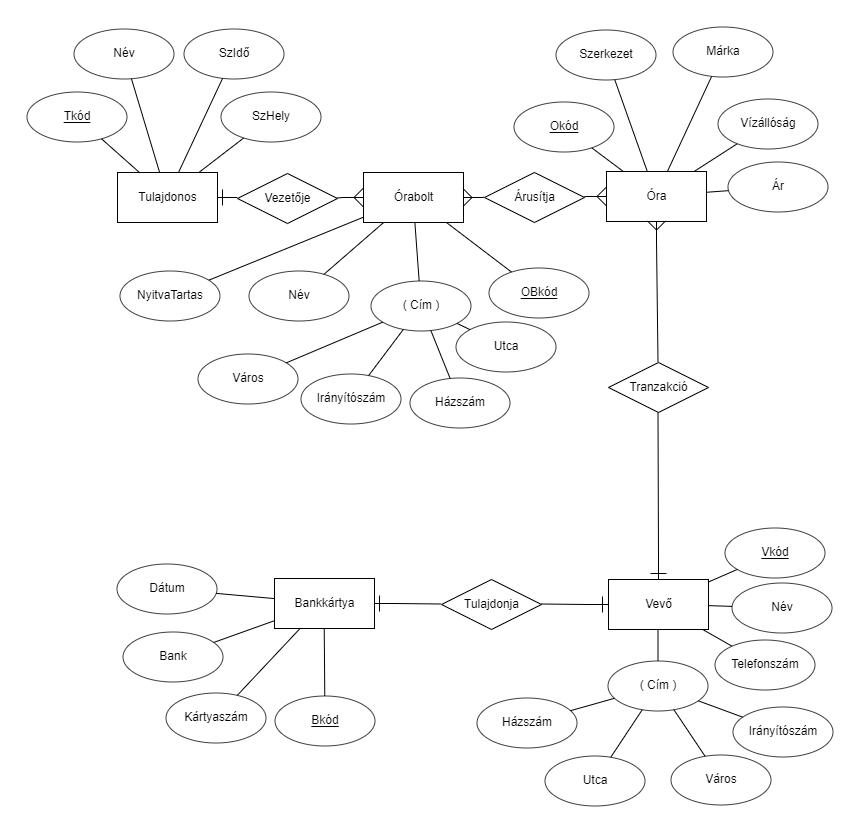 Név
SzIdő
Szerkezet
Márka
Tkód
SzHely
Okód
Vízállóság
Ár
Tulajdonos
Vezetője
Órabolt
Árusítja
Óra
NyitvaTartas
Név
( Cím )
OBkód
Utca
Város
Irányítószám
Házszám
Tranzakció
Vkód
Dátum
Bankkártya
Tulajdonja
Vevő
Név
Bank
Telefonszám
( Cím )
Kártyaszám
Bkód
Házszám
Irányítószám
Utca
Város